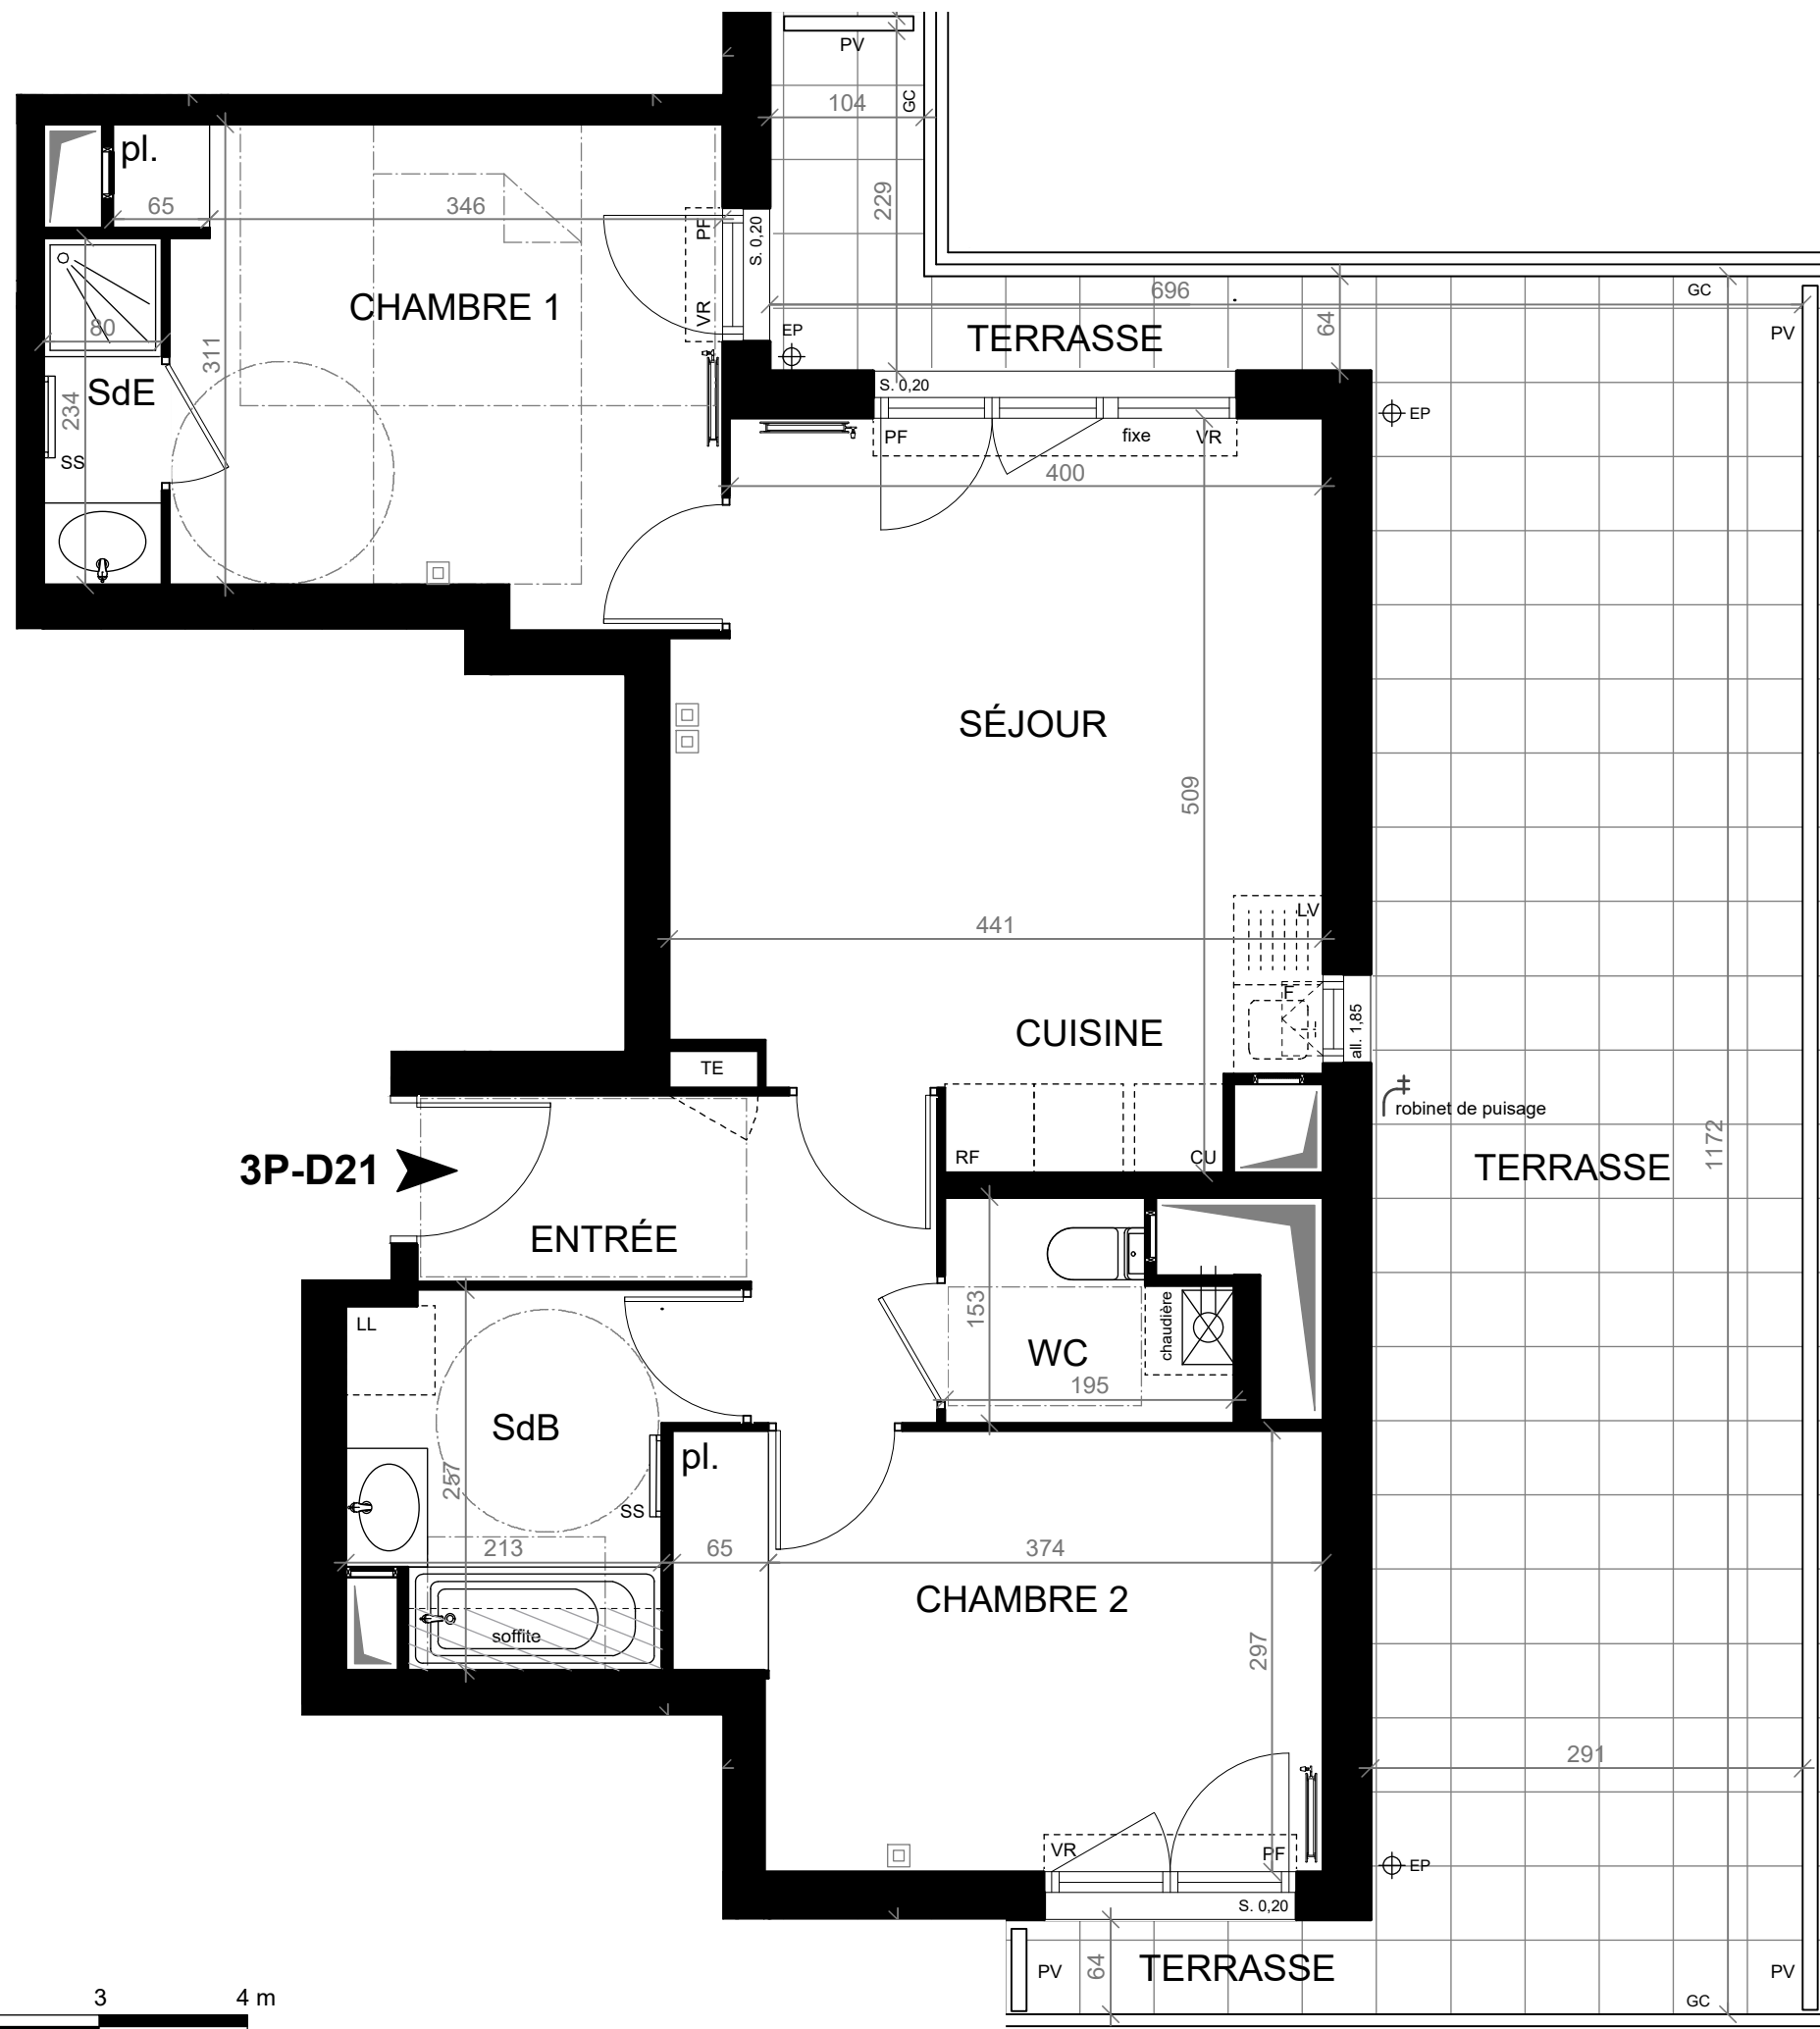 PV
104
GC
pl.
229
65
346
PF
S. 0,20
VR
CHAMBRE 1
696
GC
PV
EP
TERRASSE
64
80
311
SdE
234
SS
S. 0,20
PF
fixe
VR
EP
400
SÉJOUR
509
LV
441
F
CUISINE
all. 1,85
TE
robinet de puisage
1172
3P-D21
RF
CU
TERRASSE
ENTRÉE
153
chaudière
LL
WC
195
SdB
pl.
257
SS
213
65
374
CHAMBRE 2
soffite
297
291
VR
PF
EP
S. 0,20
PV
64
TERRASSE
PV
GC
3
4 m